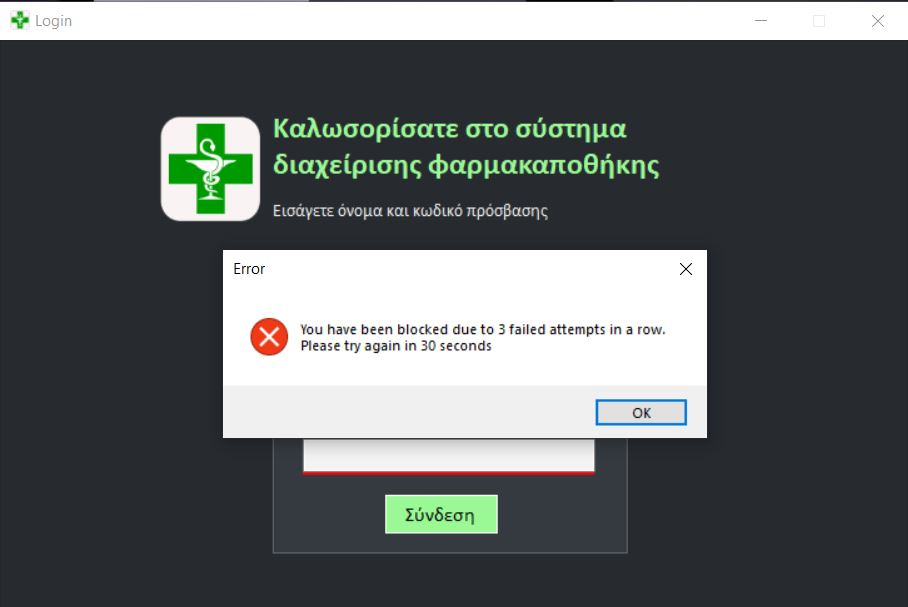 Login
Καλωσορίσατε στο σύστημα
διαχείρισης φαρμακαποθήκης
Εισάγετε όνομα και κωδικό πρόσβασης
Error
You have been blocked due to 3 failed attempts in a row.
Please try again in 30 seconds
OK
Σύνδεση